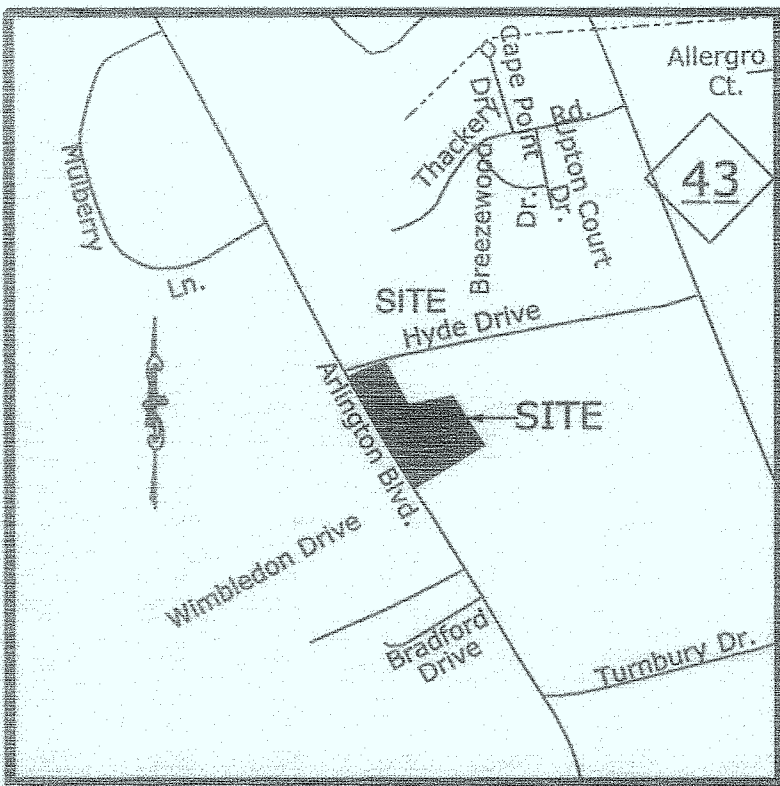 Allergro
Ct.
Cape Point
Dr.
Thackery
Dr.
Rd.
Upton Court
Dr.
Breezewood
43
Mulberry
Ln.
SITE
Hyde Drive
SITE
Arlington Blvd.
Wimbledon Drive
Bradford
Drive
Turnbury Dr.